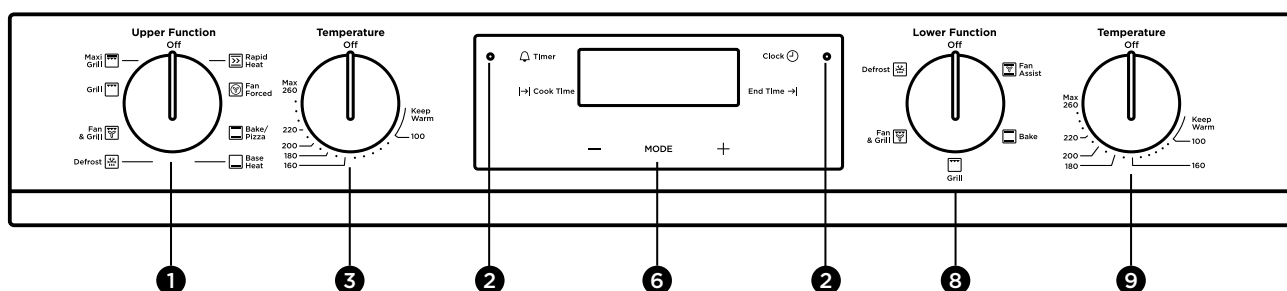 Upper Function
Off
Maxi
Grill
Rapid
Heat
Grill
Fan
Forced
Fan
& Grill
Bake/
Pizza
Defrost
Base
Heat
Temperature
Off
Max
260
220
200
180
160
Keep
Warm
100
Timer
Clock
Cook Time
End Time
— MODE +
Lower Function
Off
Defrost
Fan
Assist
Fan
& Grill
Bake
Grill
Temperature
Off
Max
260
220
200
180
160
Keep
Warm
100
1 3 2 6 2 8 9